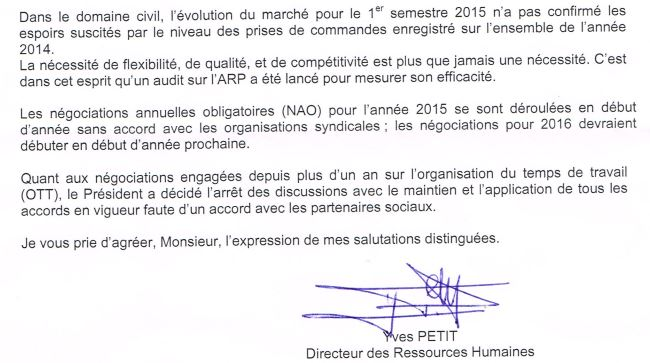 Dans le domaine civil, l'évolution du marché pour le 1er semestre 2015 n'a pas confirmé les
espoirs suscités par le niveau des prises de commandes enregistré sur l'ensemble de l'année
2014.
La nécessité de flexibilité, de qualité, et de compétitivité est plus que jamais une nécessité. C'est
dans cet esprit qu'un audit sur l'ARP a été lancé pour mesurer son efficacité.
Les négociations annuelles obligatoires (NAO) pour l'année 2015 se sont déroulées en début
d'année sans accord avec les organisations syndicales ; les négociations pour 2016 devraient
débuter en début d'année prochaine.
Quant aux négociations engagées depuis plus d'un an sur l'organisation du temps de travail
(OTT), le Président a décidé l'arrêt des discussions avec le maintien et l'application de tous les
accords en vigueur faute d'un accord avec les partenaires sociaux.
Je vous prie d'agréer, Monsieur, l'expression de mes salutations distinguées.
Yves PETIT
Directeur des Ressources Humaines